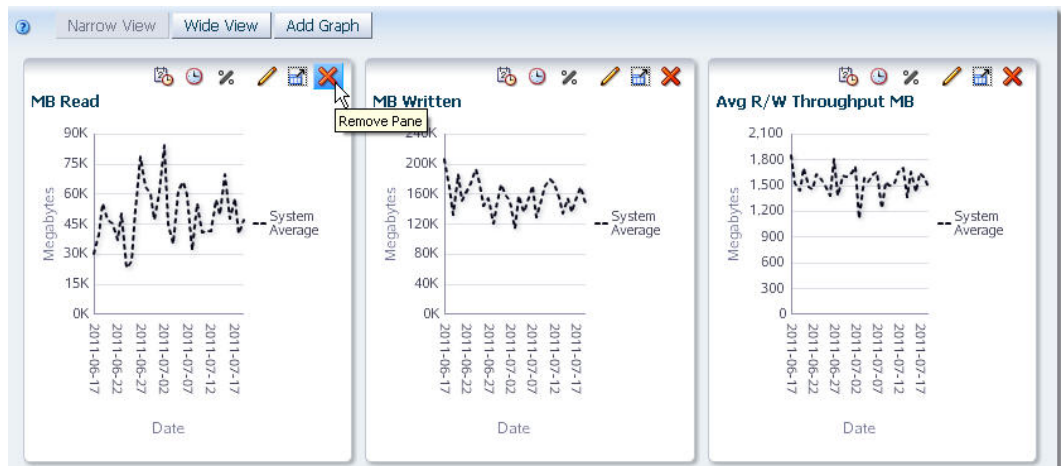 Narrow View Wide View Add Graph
MB Read
Remove Pane
90K
75K
60K
45K
30K
15K
0K
Megabytes
System
Average
2011-06-17
2011-06-22
2011-06-27
2011-07-02
2011-07-07
2011-07-12
2011-07-17
Date
MB Written
240K
200K
160K
120K
80K
40K
0K
Megabytes
System
Average
2011-06-17
2011-06-22
2011-06-27
2011-07-02
2011-07-07
2011-07-12
2011-07-17
Date
Avg R/W Throughput MB
2,100
1,800
1,500
1,200
900
600
300
0
Megabytes
System
Average
2011-06-17
2011-06-22
2011-06-27
2011-07-02
2011-07-07
2011-07-12
2011-07-17
Date